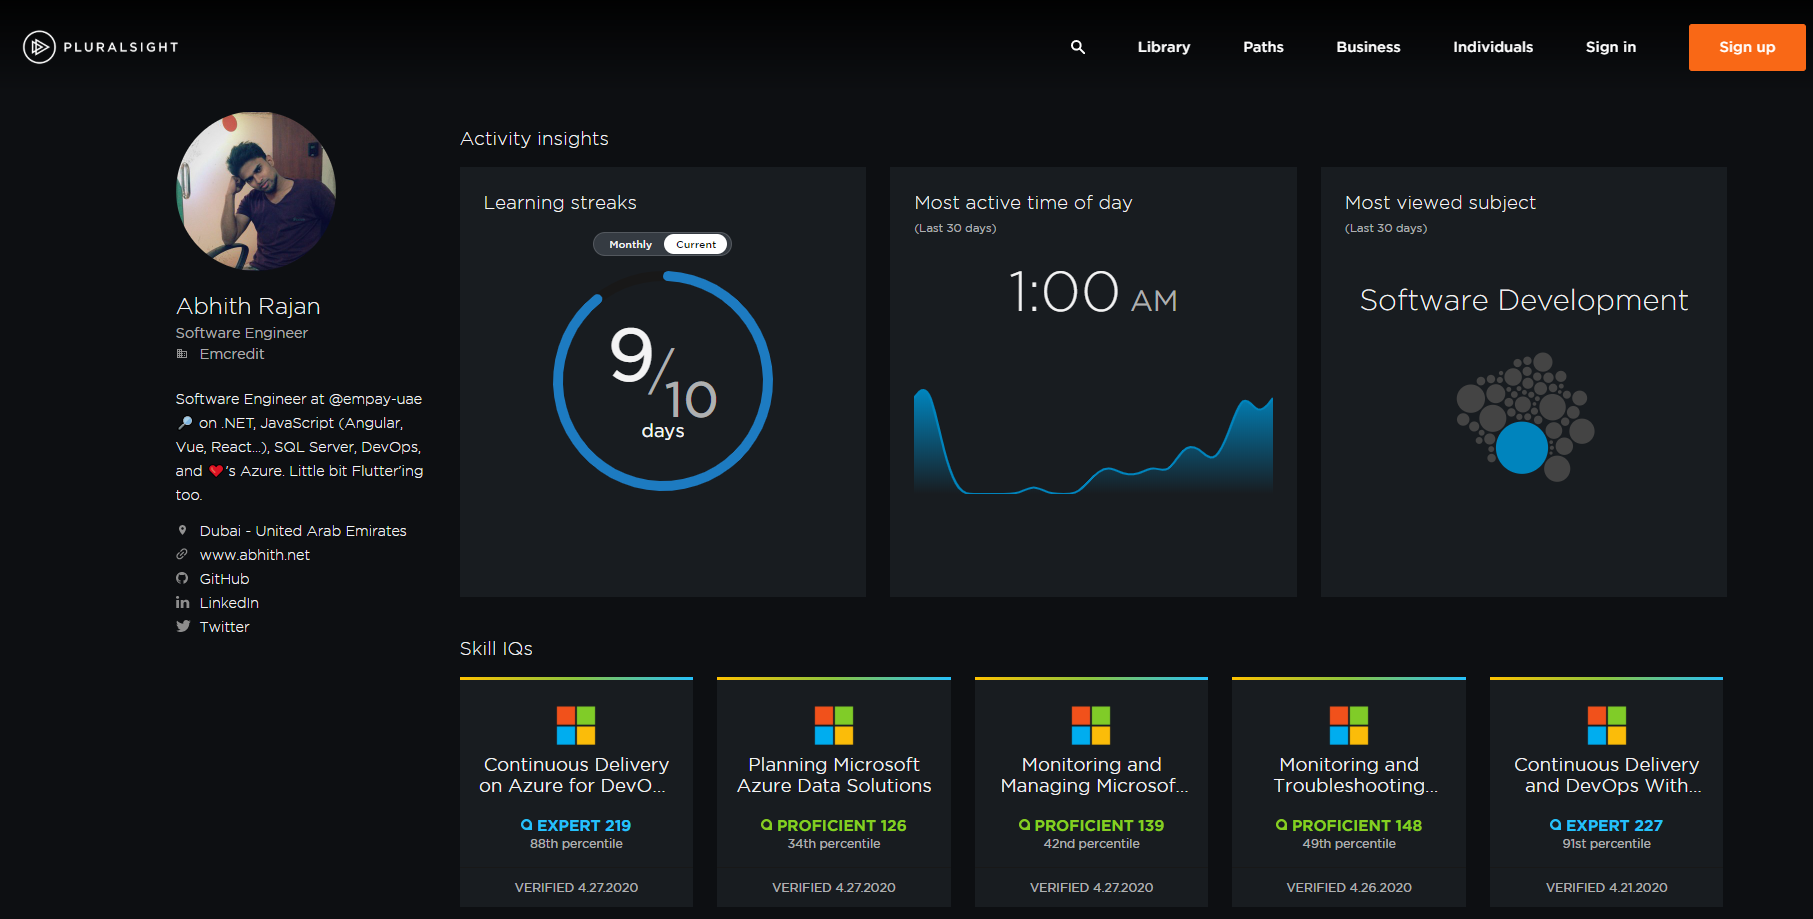 PLURALSIGHT
Library
Paths
Business
Individuals
Sign in
Sign up
Abhith Rajan
Software Engineer
Emcredit
Software Engineer at @empay-uae
🔎 on .NET, JavaScript (Angular,
Vue, React...), SQL Server, DevOps,
and ❤️'s Azure. Little bit Flutter'ing
too.
Dubai - United Arab Emirates
www.abhith.net
GitHub
LinkedIn
Twitter
Activity insights
Learning streaks
Monthly
Current
9/10
days
Most active time of day
(Last 30 days)
1:00 AM
Most viewed subject
(Last 30 days)
Software Development
Skill IQs
Continuous Delivery
on Azure for DevO...
EXPERT 219
88th percentile
VERIFIED 4.27.2020
Planning Microsoft
Azure Data Solutions
PROFICIENT 126
34th percentile
VERIFIED 4.27.2020
Monitoring and
Managing Microsof...
PROFICIENT 139
42nd percentile
VERIFIED 4.27.2020
Monitoring and
Troubleshooting...
PROFICIENT 148
49th percentile
VERIFIED 4.26.2020
Continuous Delivery
and DevOps With...
EXPERT 227
91st percentile
VERIFIED 4.21.2020